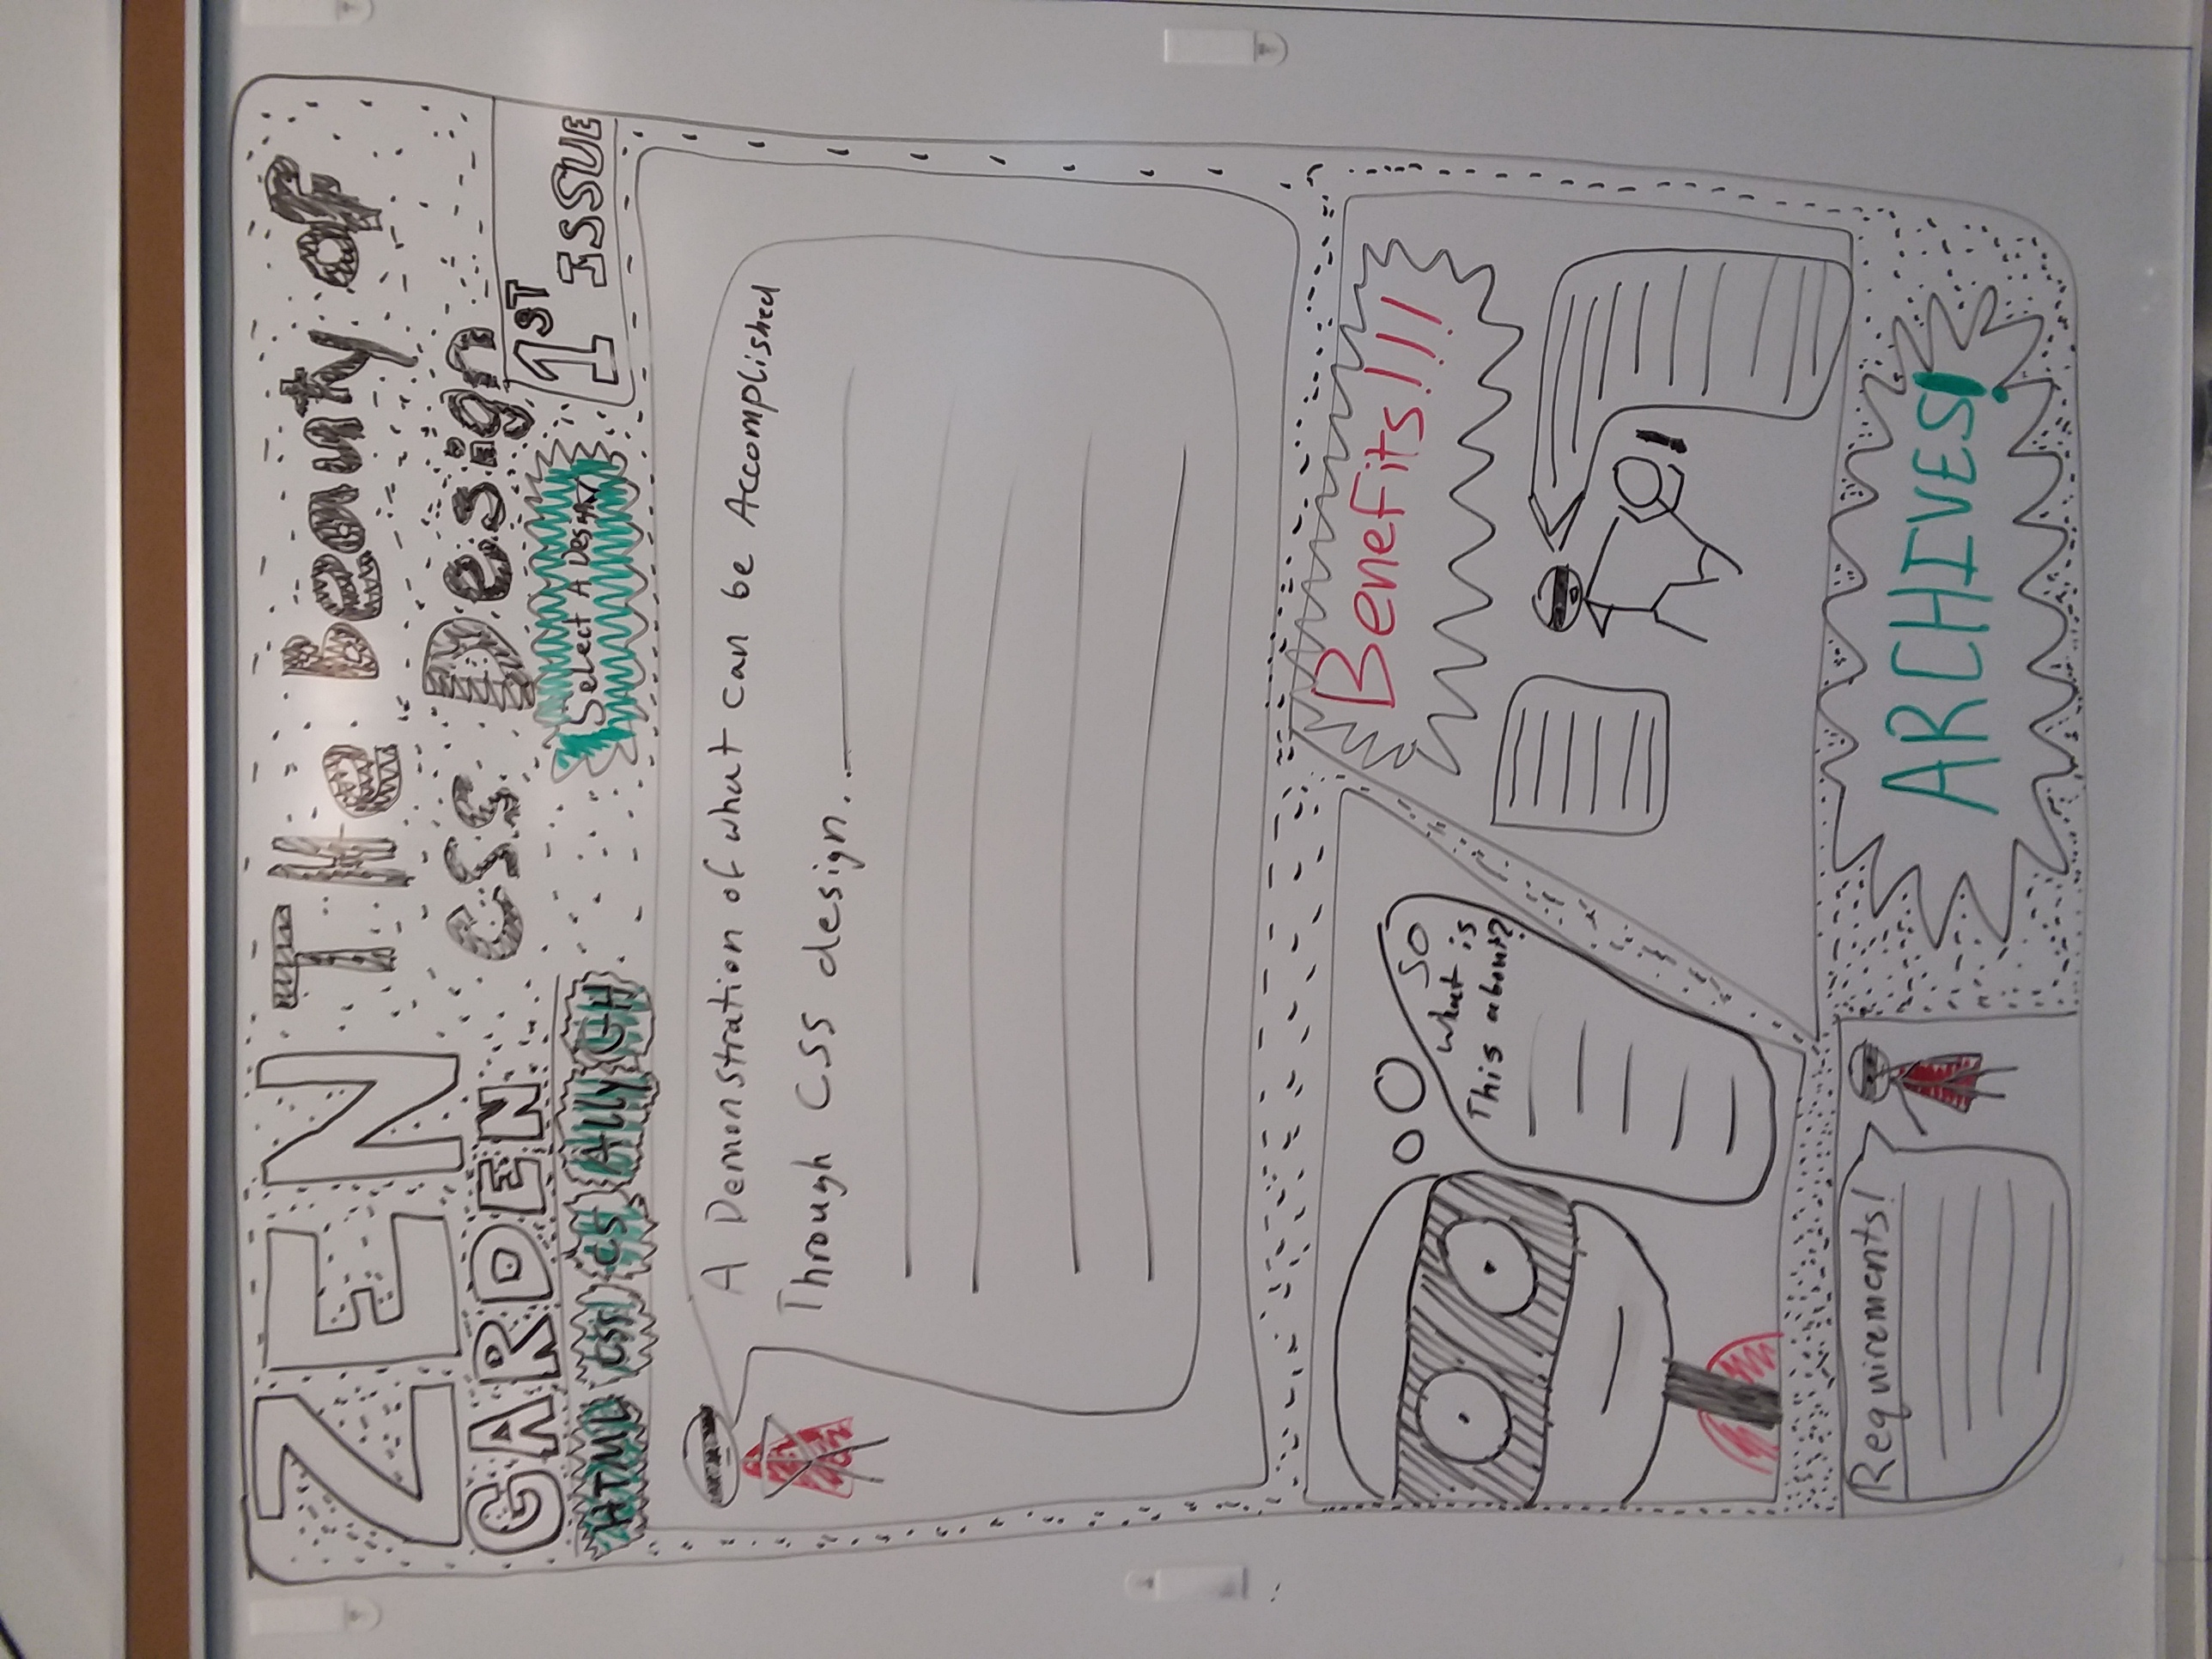 ZEN
GARDEN
THe Beauty of
CSS Design
HTML CSS CS A11y GH
Select A Design
1ST ISSUE
A Demonstration of what can be Accomplished
Through CSS design..
So
what is
This about?
Benefits!!!
!
Requirements!
ARCHIVES!